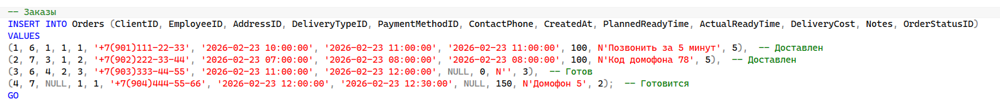 -- Заказы
INSERT INTO Orders (ClientID, EmployeeID, AddressID, DeliveryTypeID, PaymentMethodID, ContactPhone, CreatedAt, PlannedReadyTime, ActualReadyTime, DeliveryCost, Notes, OrderStatusID)
VALUES
(1, 6, 1, 1, 1, '+7(901)111-22-33', '2026-02-23 10:00:00', '2026-02-23 11:00:00', '2026-02-23 11:00:00', 100, N'Позвонить за 5 минут', 5),  -- Доставлен
(2, 7, 3, 1, 2, '+7(902)222-33-44', '2026-02-23 07:00:00', '2026-02-23 08:00:00', '2026-02-23 08:00:00', 100, N'Код домофона 78', 5),  -- Доставлен
(3, 6, 4, 2, 3, '+7(903)333-44-55', '2026-02-23 11:00:00', '2026-02-23 12:00:00', NULL, 0, N'', 3),  -- Готов
(4, 7, NULL, 1, 1, '+7(904)444-55-66', '2026-02-23 12:00:00', '2026-02-23 12:30:00', NULL, 150, N'Домофон 5', 2);  -- Готовится
GO